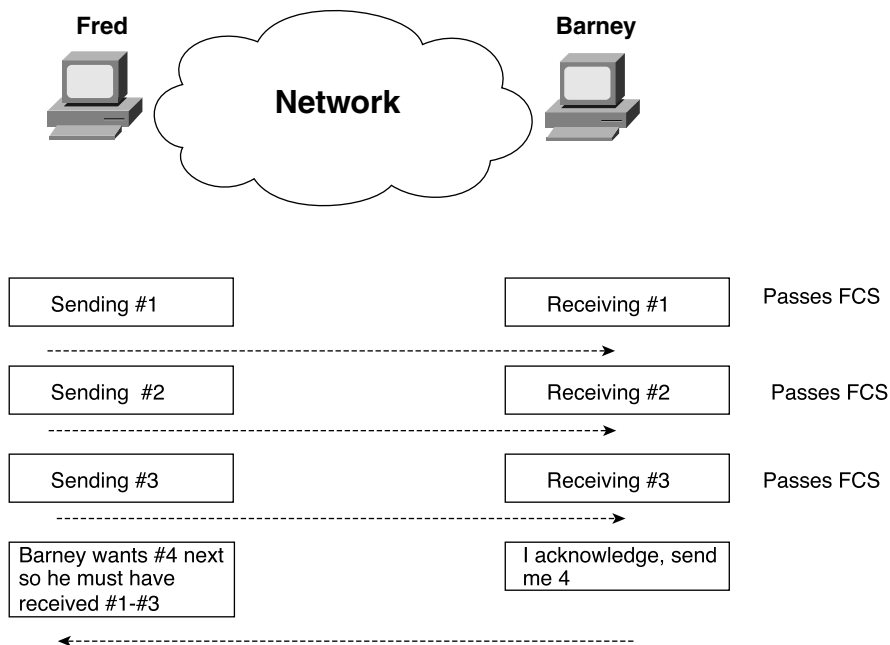 Fred
Barney
Network
Sending #1
Receiving #1
Passes FCS
Sending #2
Receiving #2
Passes FCS
Sending #3
Receiving #3
Passes FCS
Barney wants #4 next
so he must have
received #1-#3
I acknowledge, send
me 4